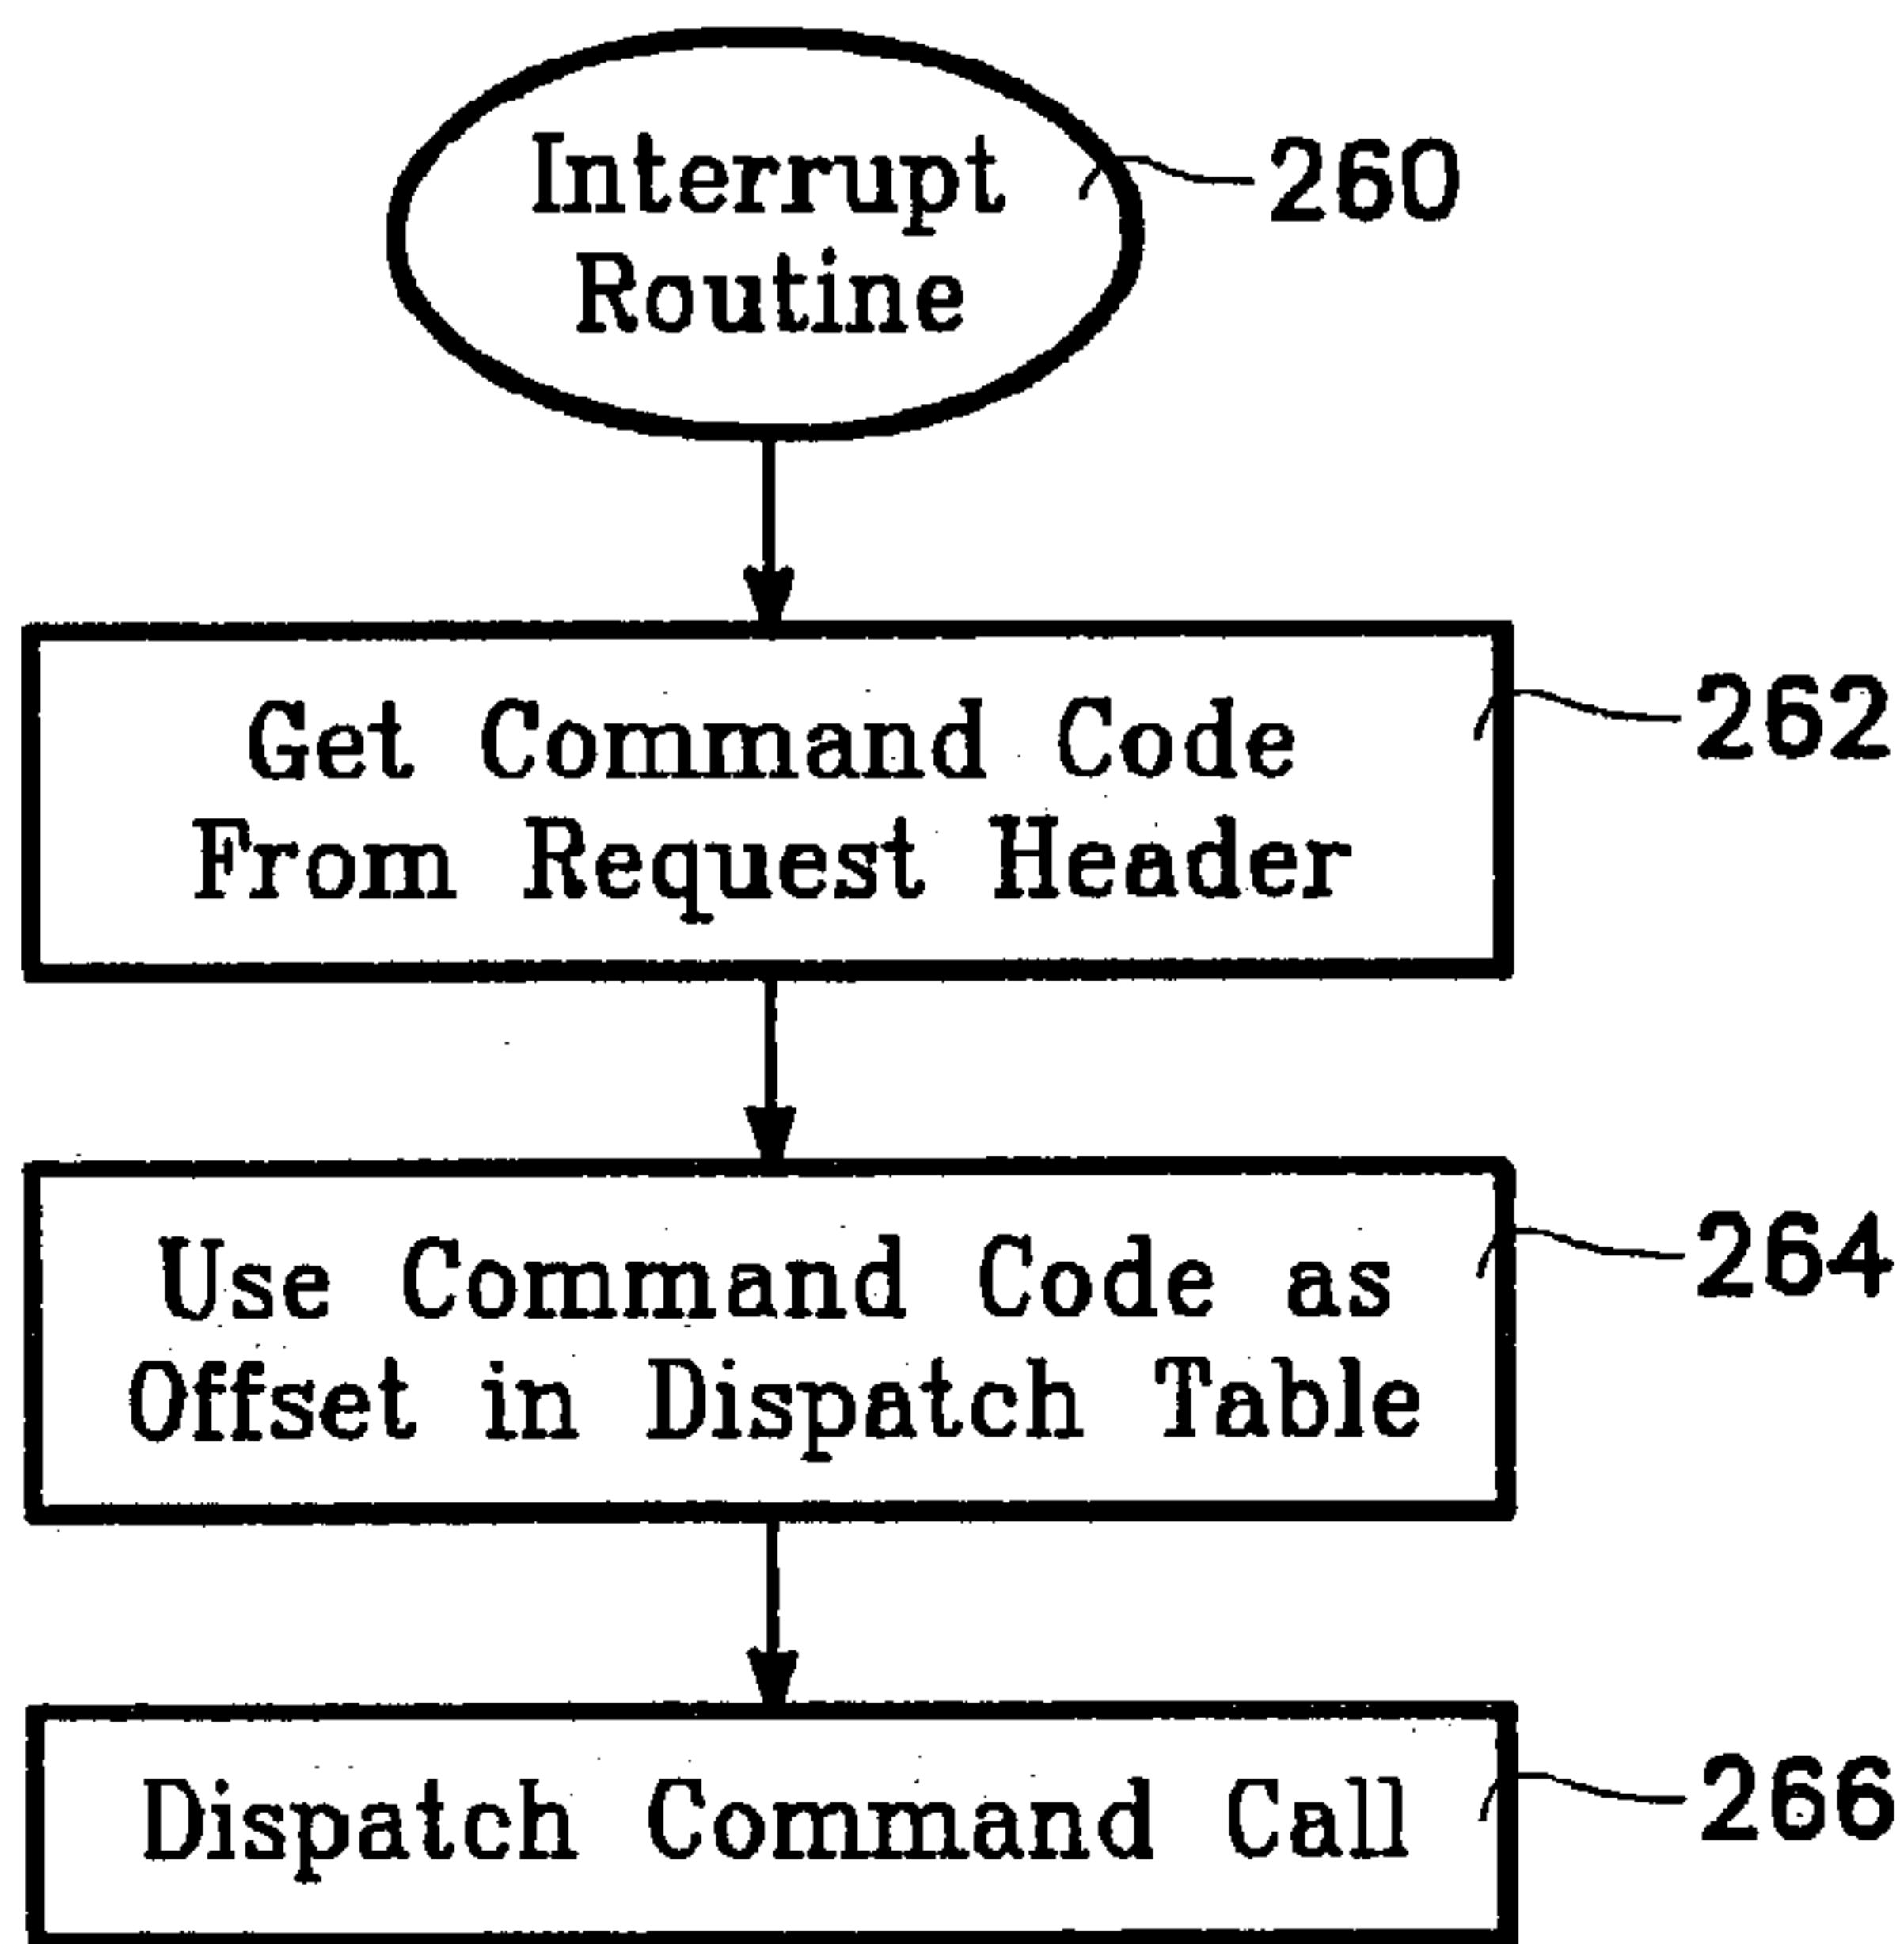 Interrupt
Routine
260
Get Command Code
From Request Header
262
Use Command Code as
Offset in Dispatch Table
264
Dispatch Command Call
266